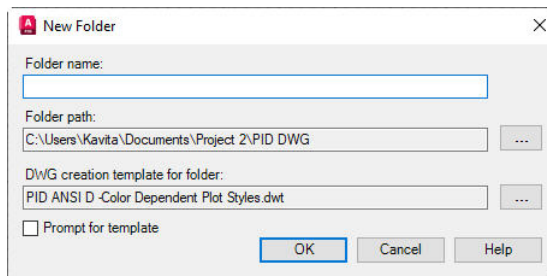 New Folder
Folder name:
Folder path:
C:\Users\Kavita\Documents\Project 2\PID DWG
...
DWG creation template for folder:
PID ANSI D -Color Dependent Plot Styles.dwt
...
Prompt for template
OK Cancel Help